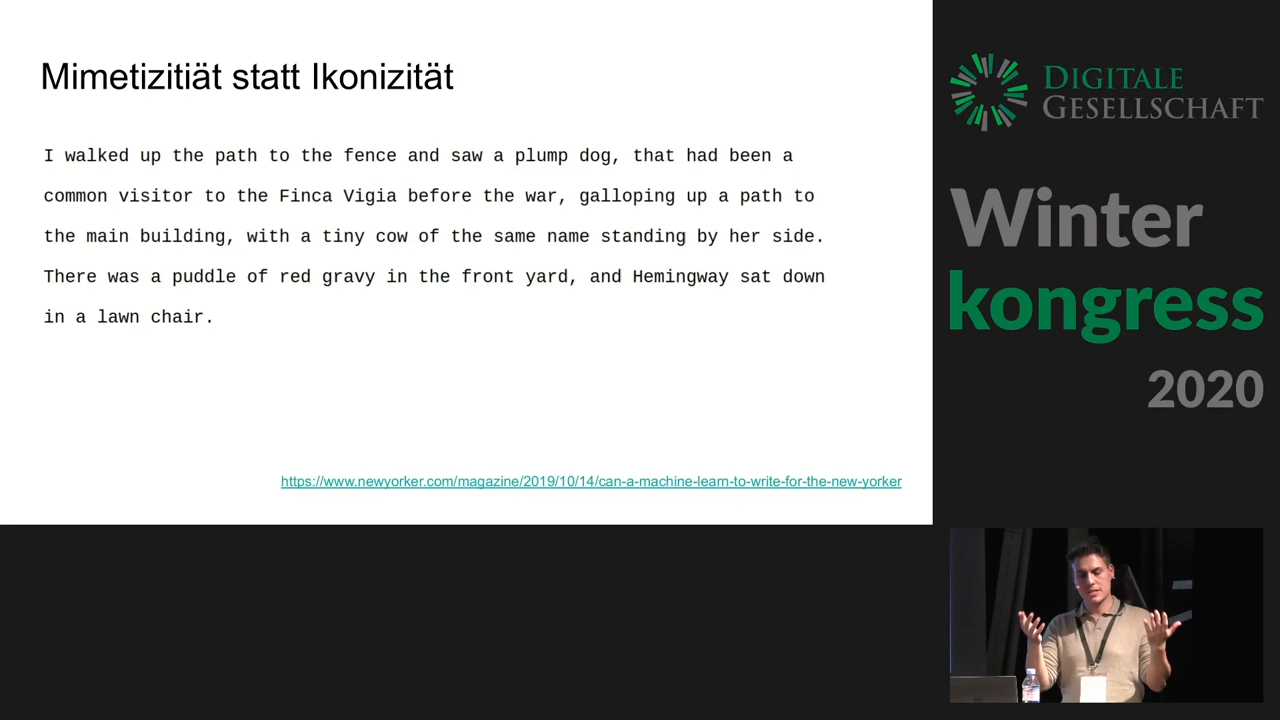 Mimetizitiät statt Ikonizität
I walked up the path to the fence and saw a plump dog, that had been a
common visitor to the Finca Vigia before the war, galloping up a path to
the main building, with a tiny cow of the same name standing by her side.
There was a puddle of red gravy in the front yard, and Hemingway sat down
in a lawn chair.
https://www.newyorker.com/magazine/2019/10/14/can-a-machine-learn-to-write-for-the-new-yorker
DIGITALE
GESELLSCHAFT
Winter
kongress
2020